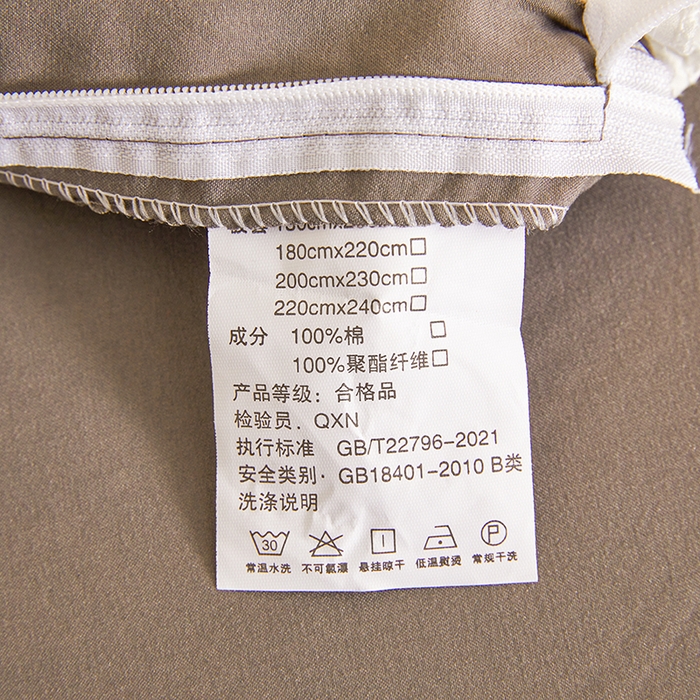 180cmx220cm□
200cmx230cm□
220cmx240cm□
成分 100%棉 □
100%聚酯纤维□
产品等级：合格品
检验员．QXN
执行标准 GB/T22796-2021
安全类别·GB18401-2010 B类
洗涤说明
30 P
常温水洗 不可氯漂 悬挂晾干 低温熨烫 常规干洗